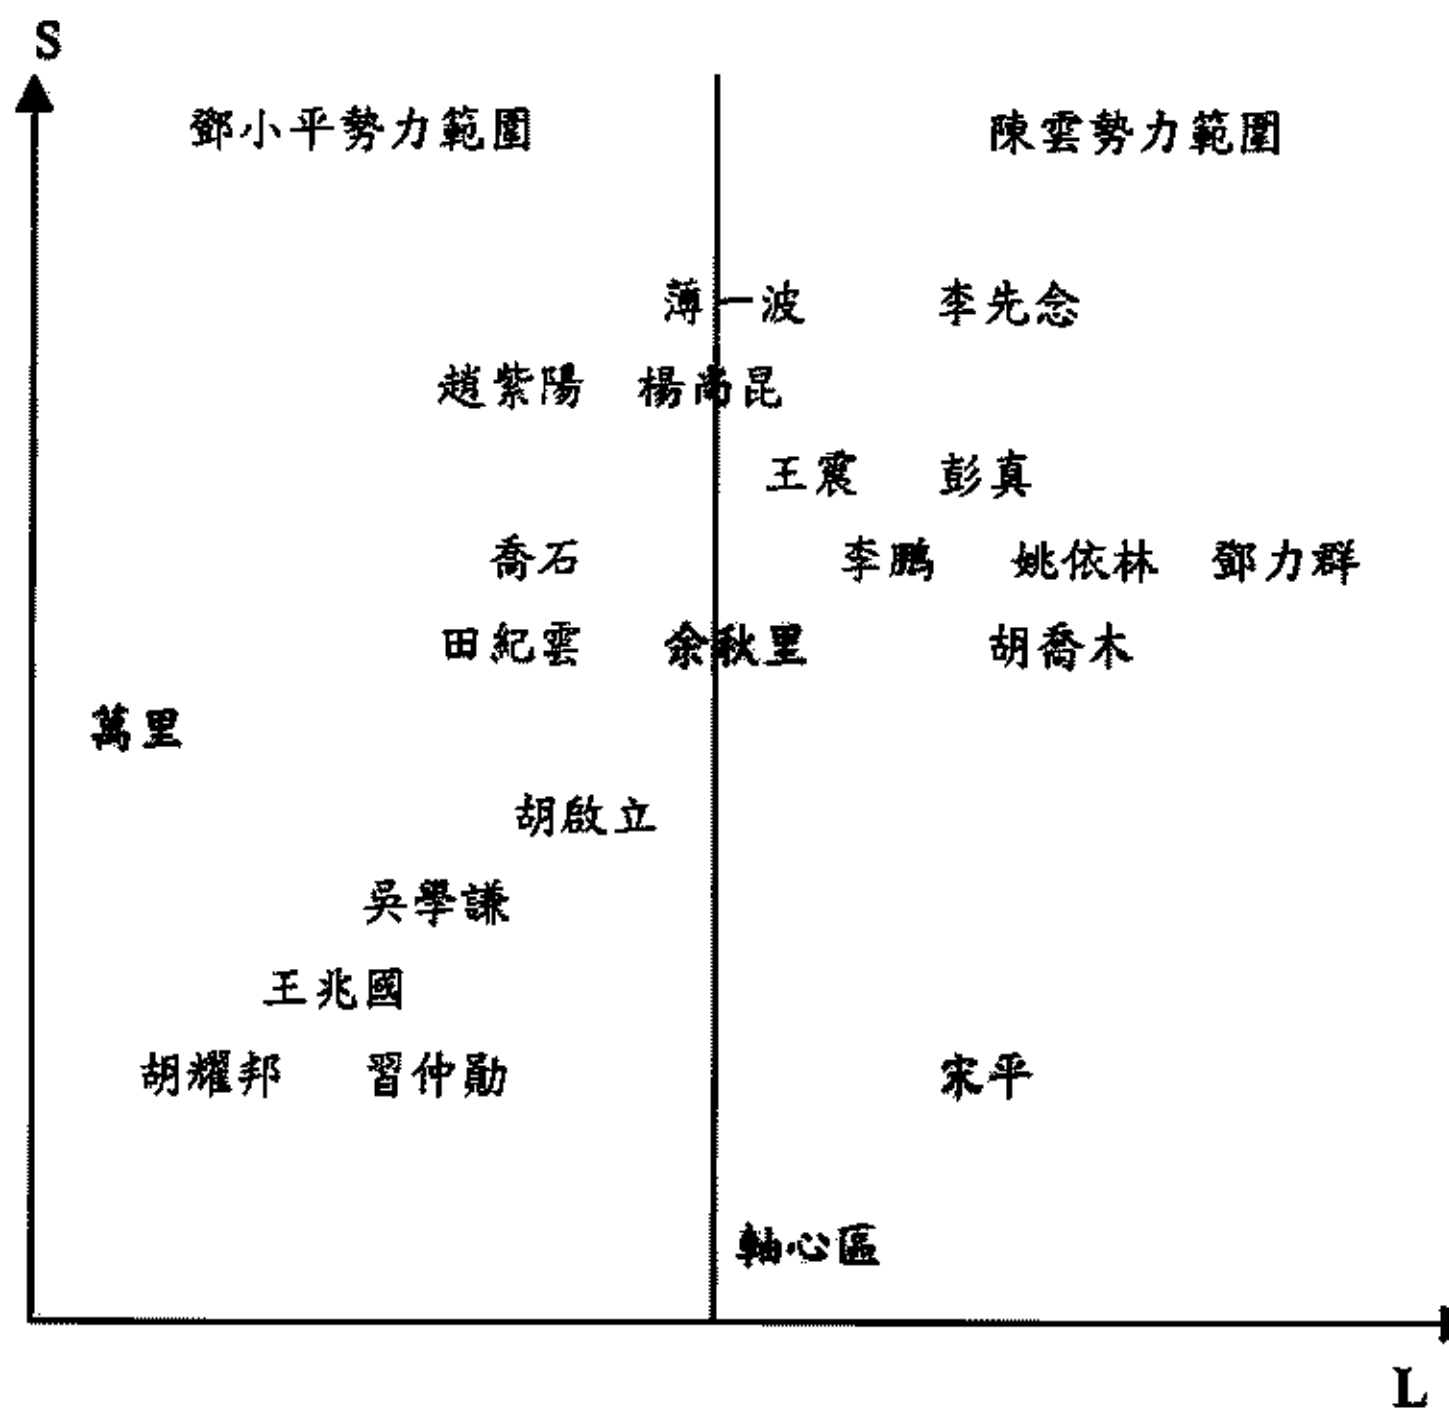 S
鄧小平勢力範圍 陳雲勢力範圍
薄一波 李先念
趙紫陽 楊尚昆
王震 彭真
喬石 李鵬 姚依林 鄧力群
田紀雲 余秋里 胡喬木
萬里
胡啟立
吳學謙
王兆國
胡耀邦 習仲勛 宋平
軸心區
L